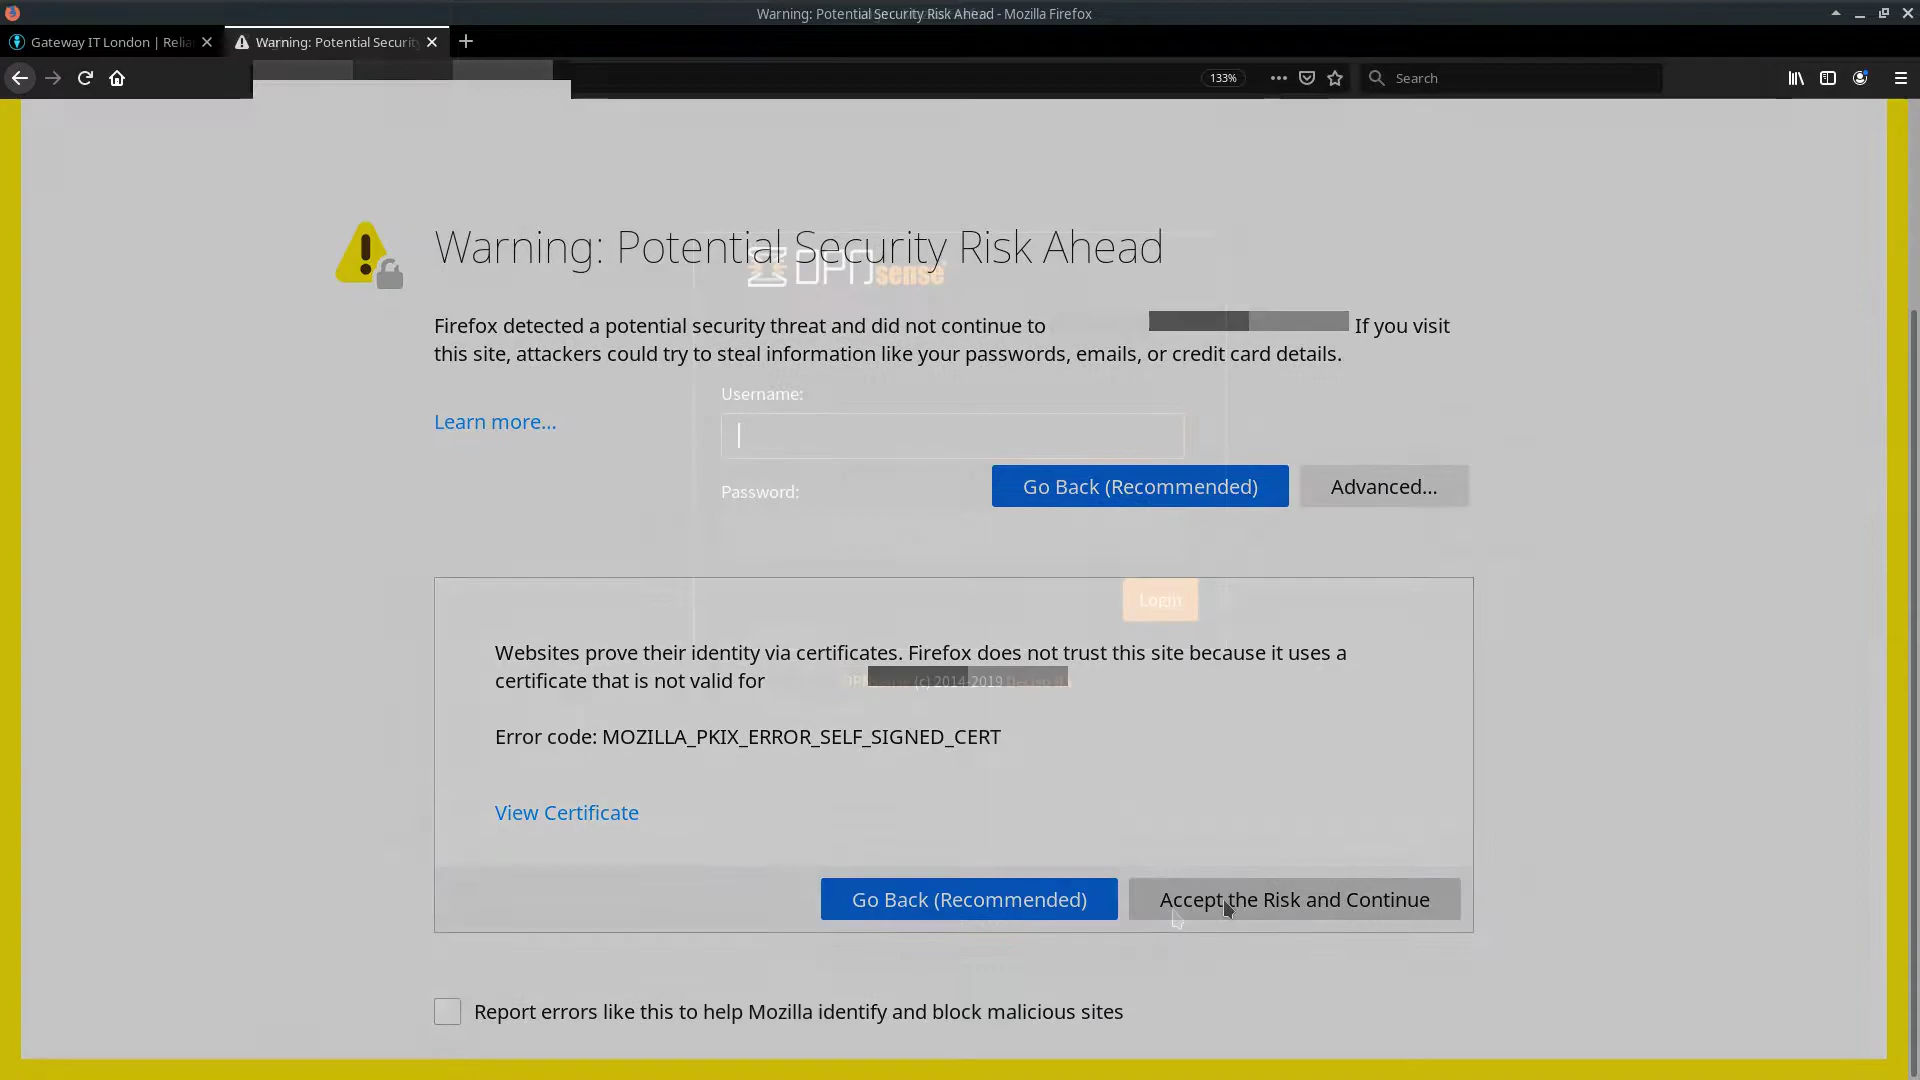 Warning: Potential Security Risk Ahead - Mozilla Firefox
Gateway IT London | Relia
Warning: Potential Security
133%
Search
Warning: Potential Security Risk Ahead
OPNsense
Firefox detected a potential security threat and did not continue to
If you visit
this site, attackers could try to steal information like your passwords, emails, or credit card details.
Username:
Learn more...
Password:
Go Back (Recommended)
Advanced...
Login
Websites prove their identity via certificates. Firefox does not trust this site because it uses a
certificate that is not valid for
(c) 2014-2019
Error code: MOZILLA_PKIX_ERROR_SELF_SIGNED_CERT
View Certificate
Go Back (Recommended)
Accept the Risk and Continue
Report errors like this to help Mozilla identify and block malicious sites